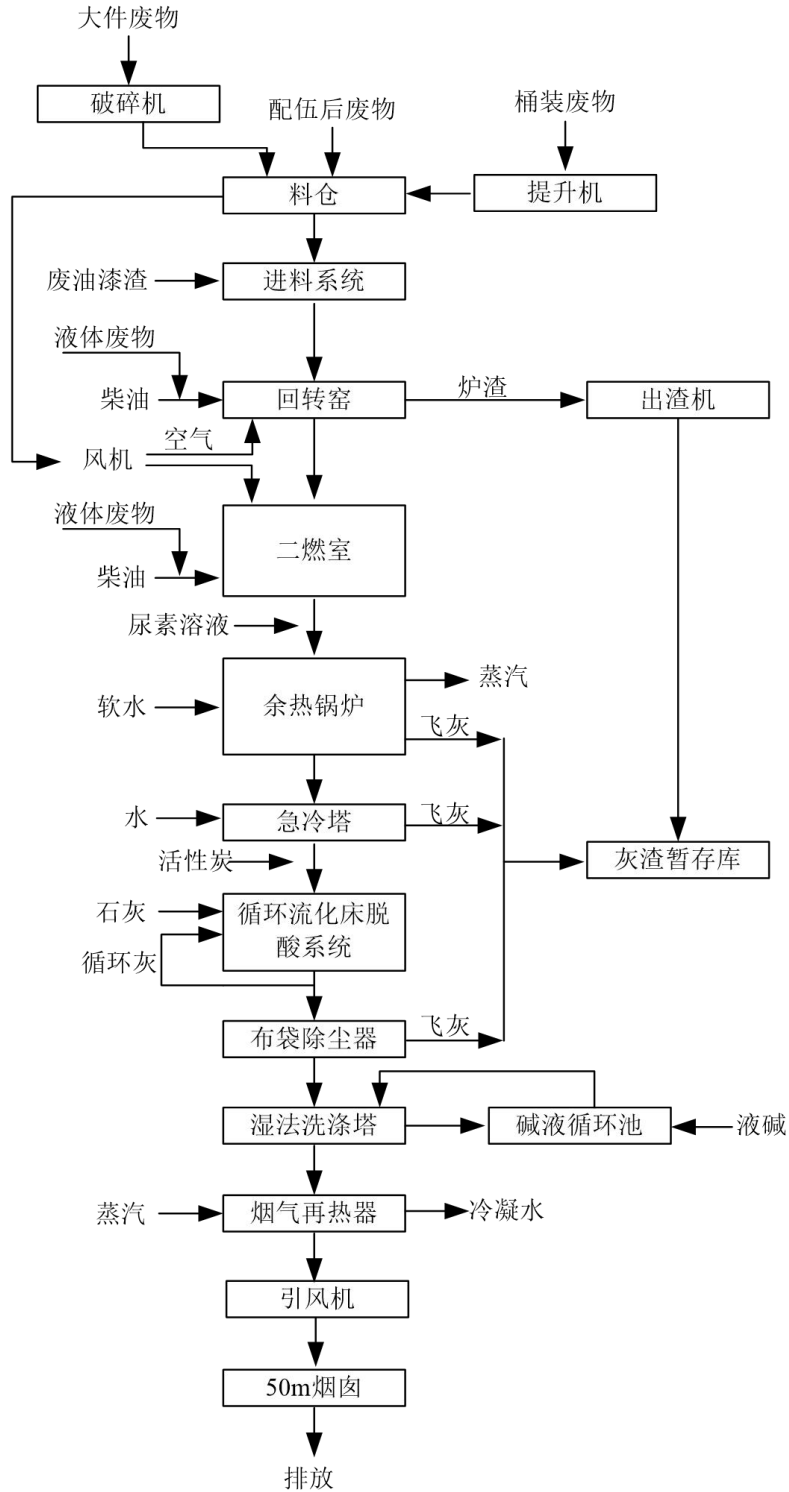 大件废物
破碎机
配伍后废物
桶装废物
料仓
提升机
废油漆渣
进料系统
液体废物
柴油
回转窑
炉渣
出渣机
空气
风机
液体废物
二燃室
柴油
尿素溶液
蒸汽
软水
余热锅炉
飞灰
水
急冷塔
飞灰
活性炭
灰渣暂存库
石灰
循环流化床脱
酸系统
循环灰
布袋除尘器
飞灰
湿法洗涤塔
碱液循环池
液碱
蒸汽
烟气再热器
冷凝水
引风机
50m烟囱
排放